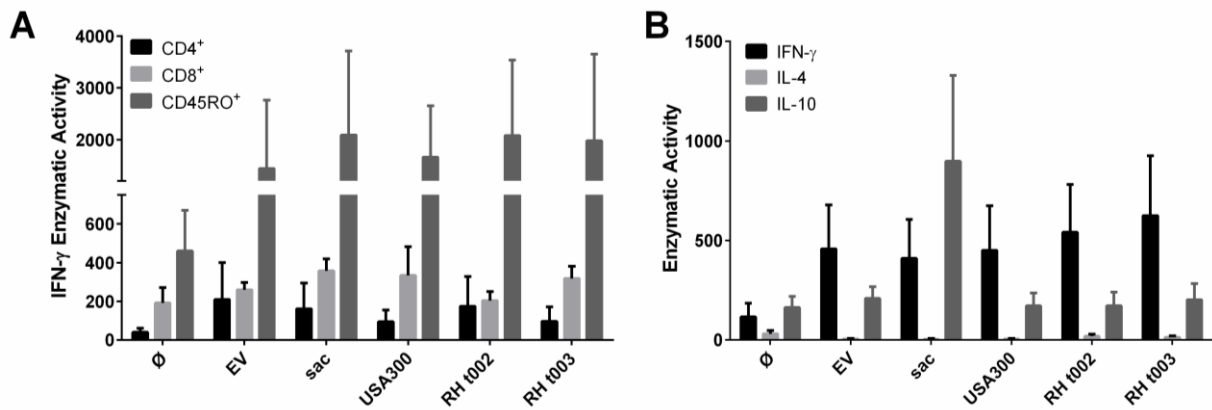 A
IFN-γ Enzymatic Activity
4000
3000
2000
600
400
200
0
CD4+
CD8+
CD45RO+
Ø
EV
sac
USA300
RH t002
RH t003
B
Enzymatic Activity
1500
1000
500
0
IFN-γ
IL-4
IL-10
Ø
EV
sac
USA300
RH t002
RH t003